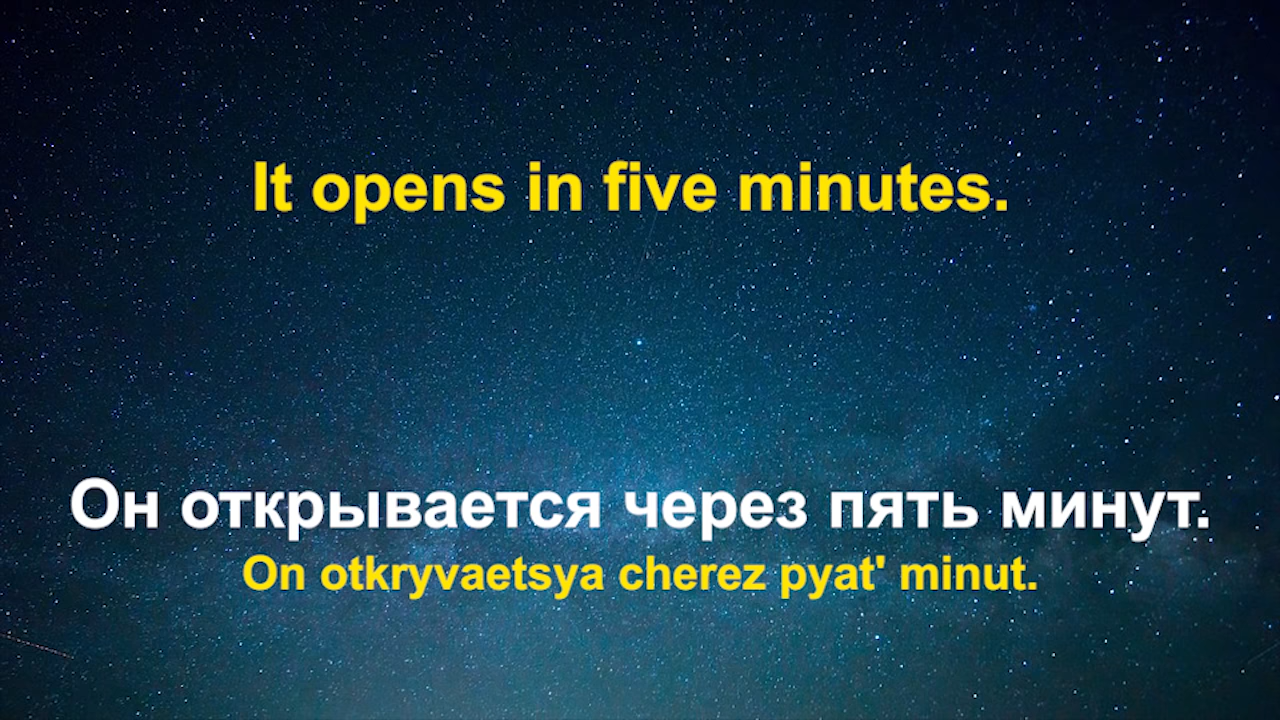 It opens in five minutes.
Он открывается через пять минут.
On otkryvaetsya cherez pyat' minut.